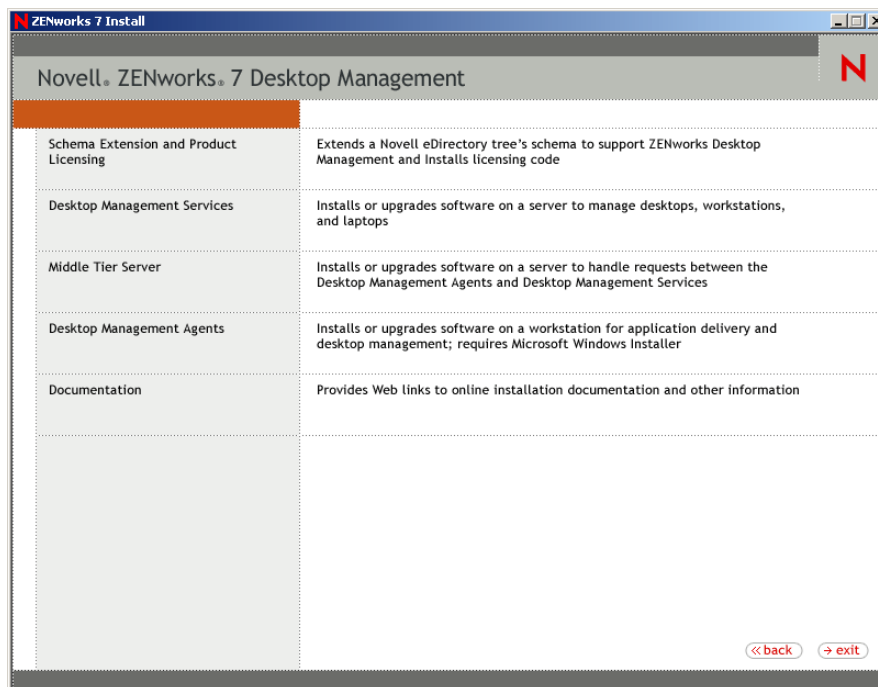 ZENworks 7 Install
Novell® ZENworks® 7 Desktop Management
N
Schema Extension and Product
Licensing
Extends a Novell eDirectory tree's schema to support ZENworks Desktop
Management and Installs licensing code
Desktop Management Services
Installs or upgrades software on a server to manage desktops, workstations,
and laptops
Middle Tier Server
Installs or upgrades software on a server to handle requests between the
Desktop Management Agents and Desktop Management Services
Desktop Management Agents
Installs or upgrades software on a workstation for application delivery and
desktop management; requires Microsoft Windows Installer
Documentation
Provides Web links to online installation documentation and other information
« back
→ exit